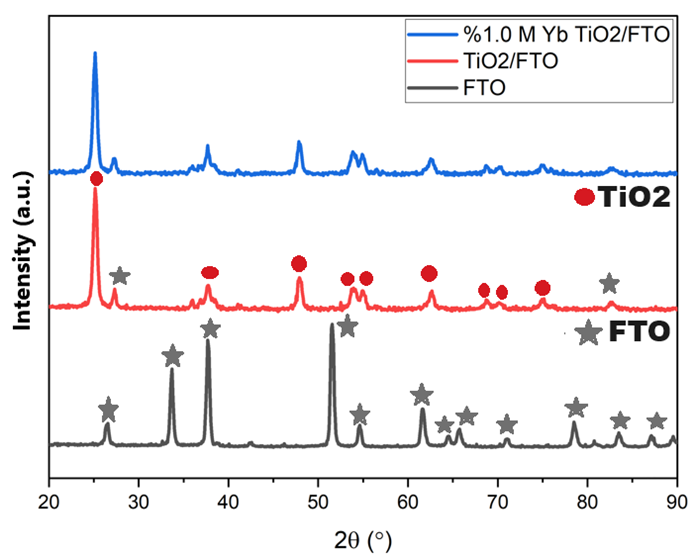 %1.0 M Yb TiO2/FTO
TiO2/FTO
FTO
TiO2
FTO
Intensity (a.u.)
20 30 40 50 60 70 80 90
2θ (°)